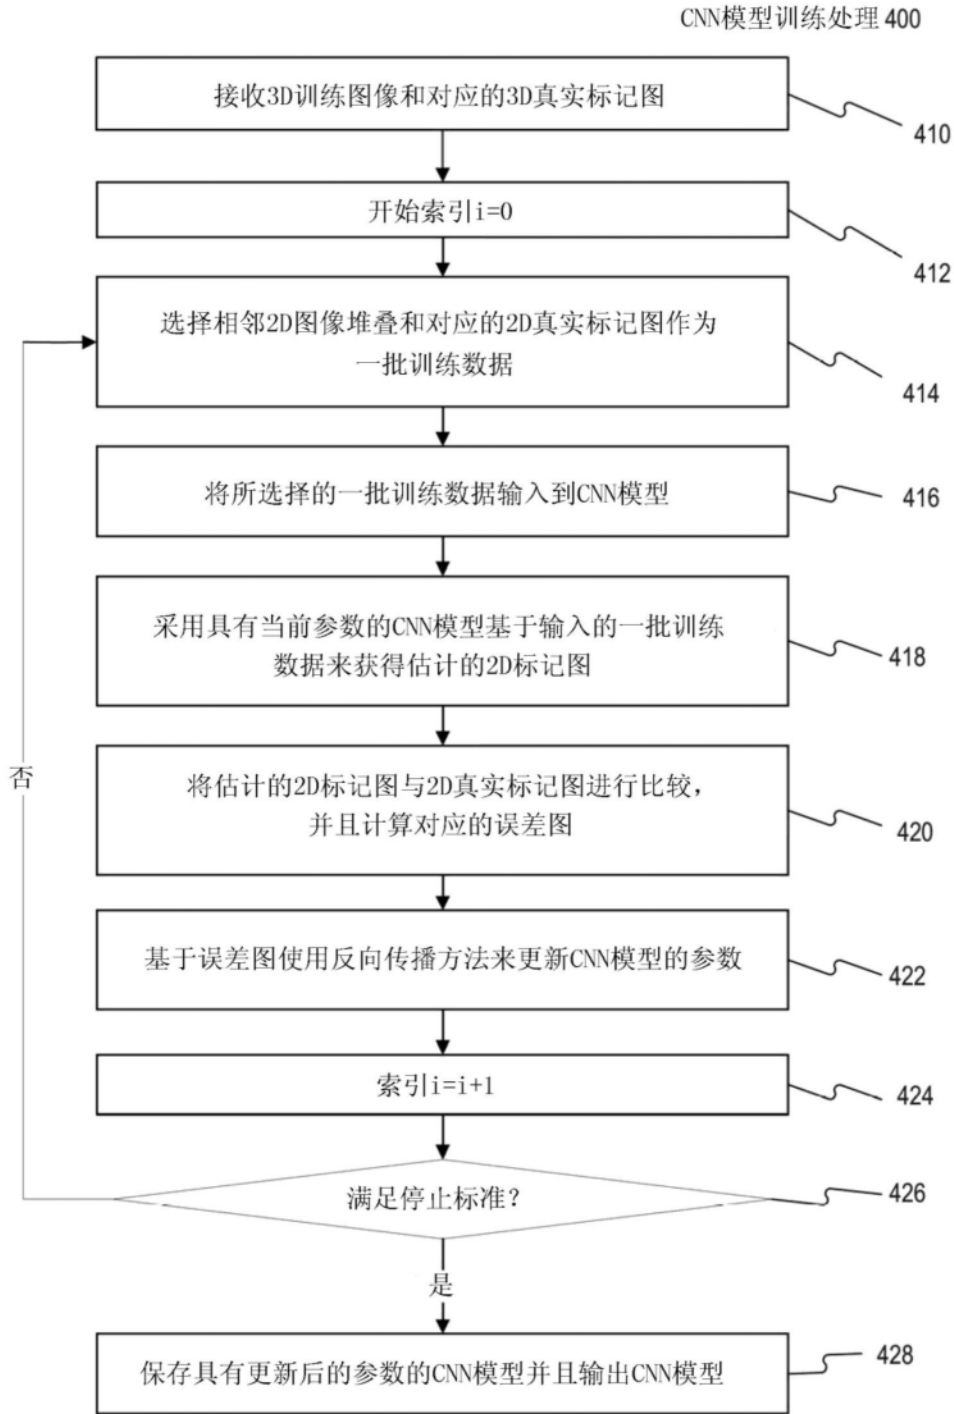 CNN模型训练处理 400
接收3D训练图像和对应的3D真实标记图
410
开始索引i=0
412
选择相邻2D图像堆叠和对应的2D真实标记图作为
一批训练数据
414
将所选择的一批训练数据输入到CNN模型
416
采用具有当前参数的CNN模型基于输入的一批训练
数据来获得估计的2D标记图
418
否
将估计的2D标记图与2D真实标记图进行比较，
并且计算对应的误差图
420
基于误差图使用反向传播方法来更新CNN模型的参数
422
索引i=i+1
424
满足停止标准？
426
是
保存具有更新后的参数的CNN模型并且输出CNN模型
428